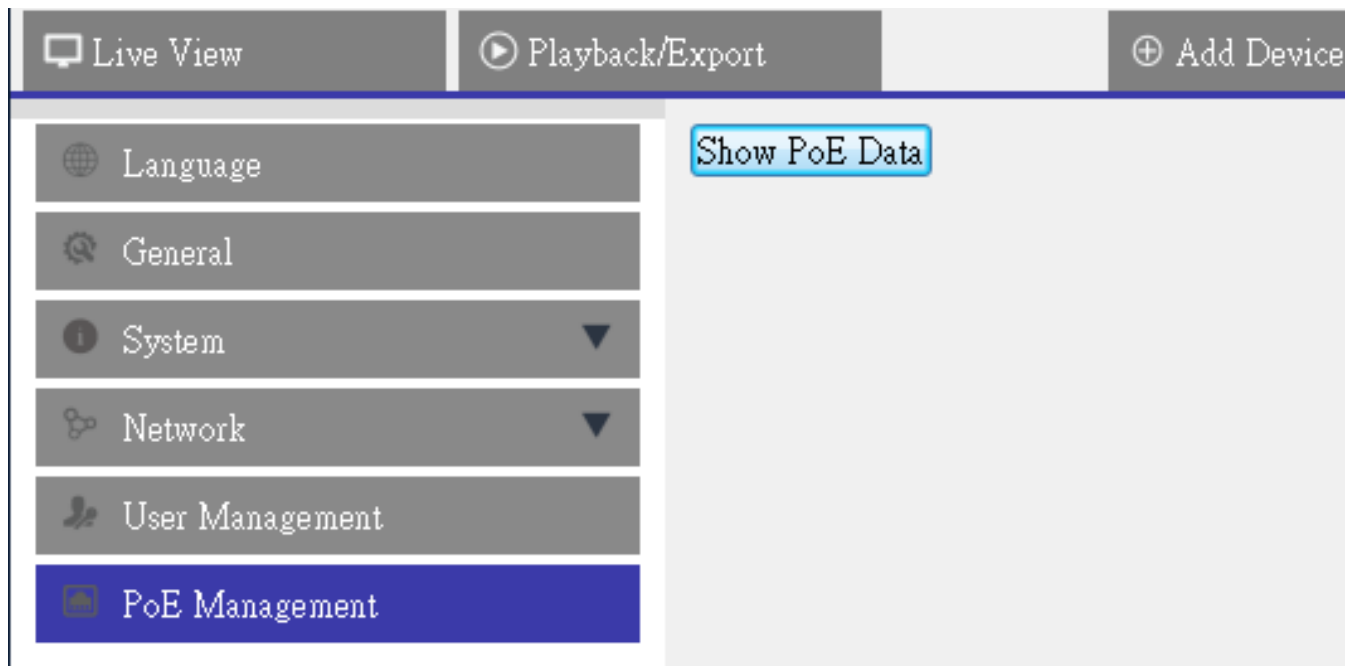 Live View
Playback/Export
Add Device
Language
General
System
Network
User Management
PoE Management
Show PoE Data